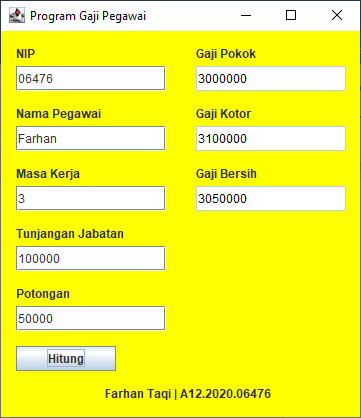 Program Gaji Pegawai
NIP
06476
Nama Pegawai
Farhan
Masa Kerja
3
Tunjangan Jabatan
100000
Potongan
50000
Hitung
Gaji Pokok
3000000
Gaji Kotor
3100000
Gaji Bersih
3050000
Farhan Taqi | A12.2020.06476